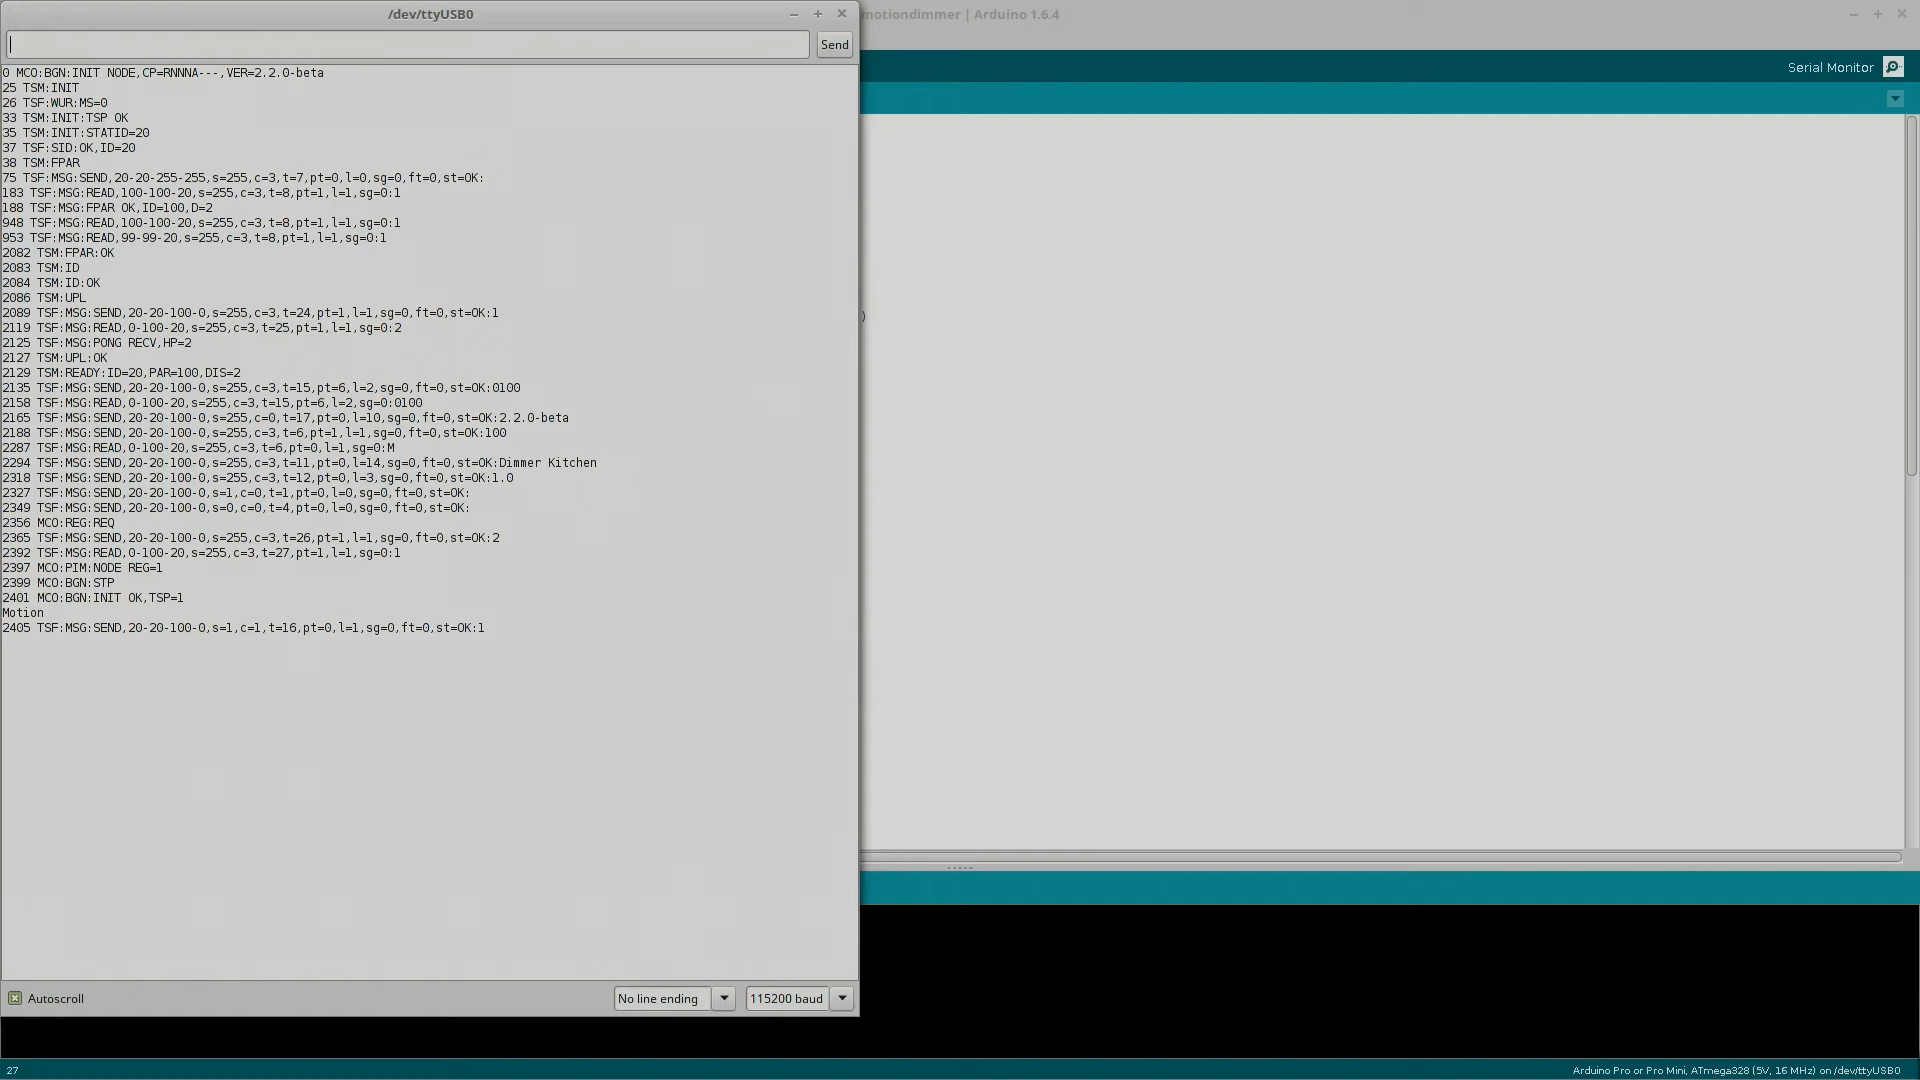 /dev/ttyUSB0
motiondimmer | Arduino 1.6.4
Send
Serial Monitor
0 MCO:BGN:INIT NODE,CP=RNNNA---,VER=2.2.0-beta
25 TSM:INIT
26 TSF:WUR:MS=0
33 TSM:INIT:TSP OK
35 TSM:INIT:STATID=20
37 TSF:SID:OK,ID=20
38 TSM:FPAR
75 TSF:MSG:SEND,20-20-255-255,s=255,c=3,t=7,pt=0,l=0,sg=0,ft=0,st=OK:
183 TSF:MSG:READ,100-100-20,s=255,c=3,t=8,pt=1,l=1,sg=0:1
188 TSF:MSG:FPAR OK,ID=100,D=2
948 TSF:MSG:READ,100-100-20,s=255,c=3,t=8,pt=1,l=1,sg=0:1
953 TSF:MSG:READ,99-99-20,s=255,c=3,t=8,pt=1,l=1,sg=0:1
2082 TSM:FPAR:OK
2083 TSM:ID
2084 TSM:ID:OK
2086 TSM:UPL
2089 TSF:MSG:SEND,20-20-100-0,s=255,c=3,t=24,pt=1,l=1,sg=0,ft=0,st=OK:1
2119 TSF:MSG:READ,0-100-20,s=255,c=3,t=25,pt=1,l=1,sg=0:2
)
2125 TSF:MSG:PONG RECV,HP=2
2127 TSM:UPL:OK
2129 TSM:READY:ID=20,PAR=100,DIS=2
2135 TSF:MSG:SEND,20-20-100-0,s=255,c=3,t=15,pt=6,l=2,sg=0,ft=0,st=OK:0100
2158 TSF:MSG:READ,0-100-20,s=255,c=3,t=15,pt=6,l=2,sg=0:0100
2165 TSF:MSG:SEND,20-20-100-0,s=255,c=0,t=17,pt=0,l=10,sg=0,ft=0,st=OK:2.2.0-beta
2188 TSF:MSG:SEND,20-20-100-0,s=255,c=3,t=6,pt=1,l=1,sg=0,ft=0,st=OK:100
2287 TSF:MSG:READ,0-100-20,s=255,c=3,t=6,pt=0,l=1,sg=0:M
2294 TSF:MSG:SEND,20-20-100-0,s=255,c=3,t=11,pt=0,l=14,sg=0,ft=0,st=OK:Dimmer Kitchen
2318 TSF:MSG:SEND,20-20-100-0,s=255,c=3,t=12,pt=0,l=3,sg=0,ft=0,st=OK:1.0
2327 TSF:MSG:SEND,20-20-100-0,s=1,c=0,t=1,pt=0,l=0,sg=0,ft=0,st=OK:
2349 TSF:MSG:SEND,20-20-100-0,s=0,c=0,t=4,pt=0,l=0,sg=0,ft=0,st=OK:
2356 MCO:REG:REQ
2365 TSF:MSG:SEND,20-20-100-0,s=255,c=3,t=26,pt=1,l=1,sg=0,ft=0,st=OK:2
2392 TSF:MSG:READ,0-100-20,s=255,c=3,t=27,pt=1,l=1,sg=0:1
2397 MCO:PIM:NODE REG=1
2399 MCO:BGN:STP
2401 MCO:BGN:INIT OK,TSP=1
Motion
2405 TSF:MSG:SEND,20-20-100-0,s=1,c=1,t=16,pt=0,l=1,sg=0,ft=0,st=OK:1
Autoscroll
No line ending
115200 baud
27
Arduino Pro or Pro Mini, ATmega328 (5V, 16 MHz) on /dev/ttyUSB0